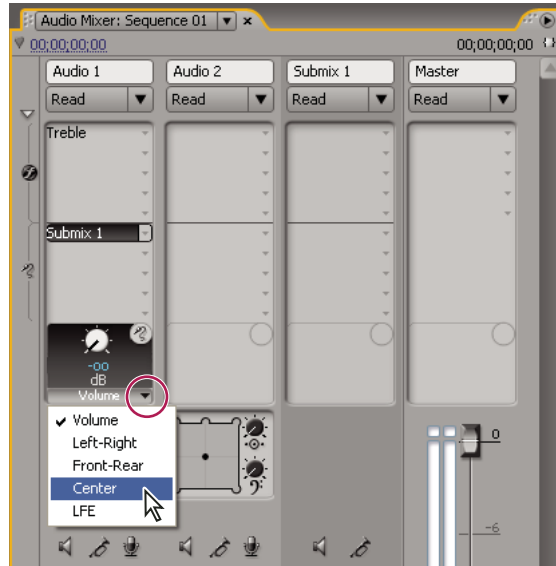 Audio Mixer: Sequence 01
00;00;00;00 00;00;00;00
Audio 1 Audio 2 Submix 1 Master
Read Read Read Read
Treble
Submix 1
-oo
dB
Volume
Volume
Left-Right
Front-Rear
Center
LFE
0
-6